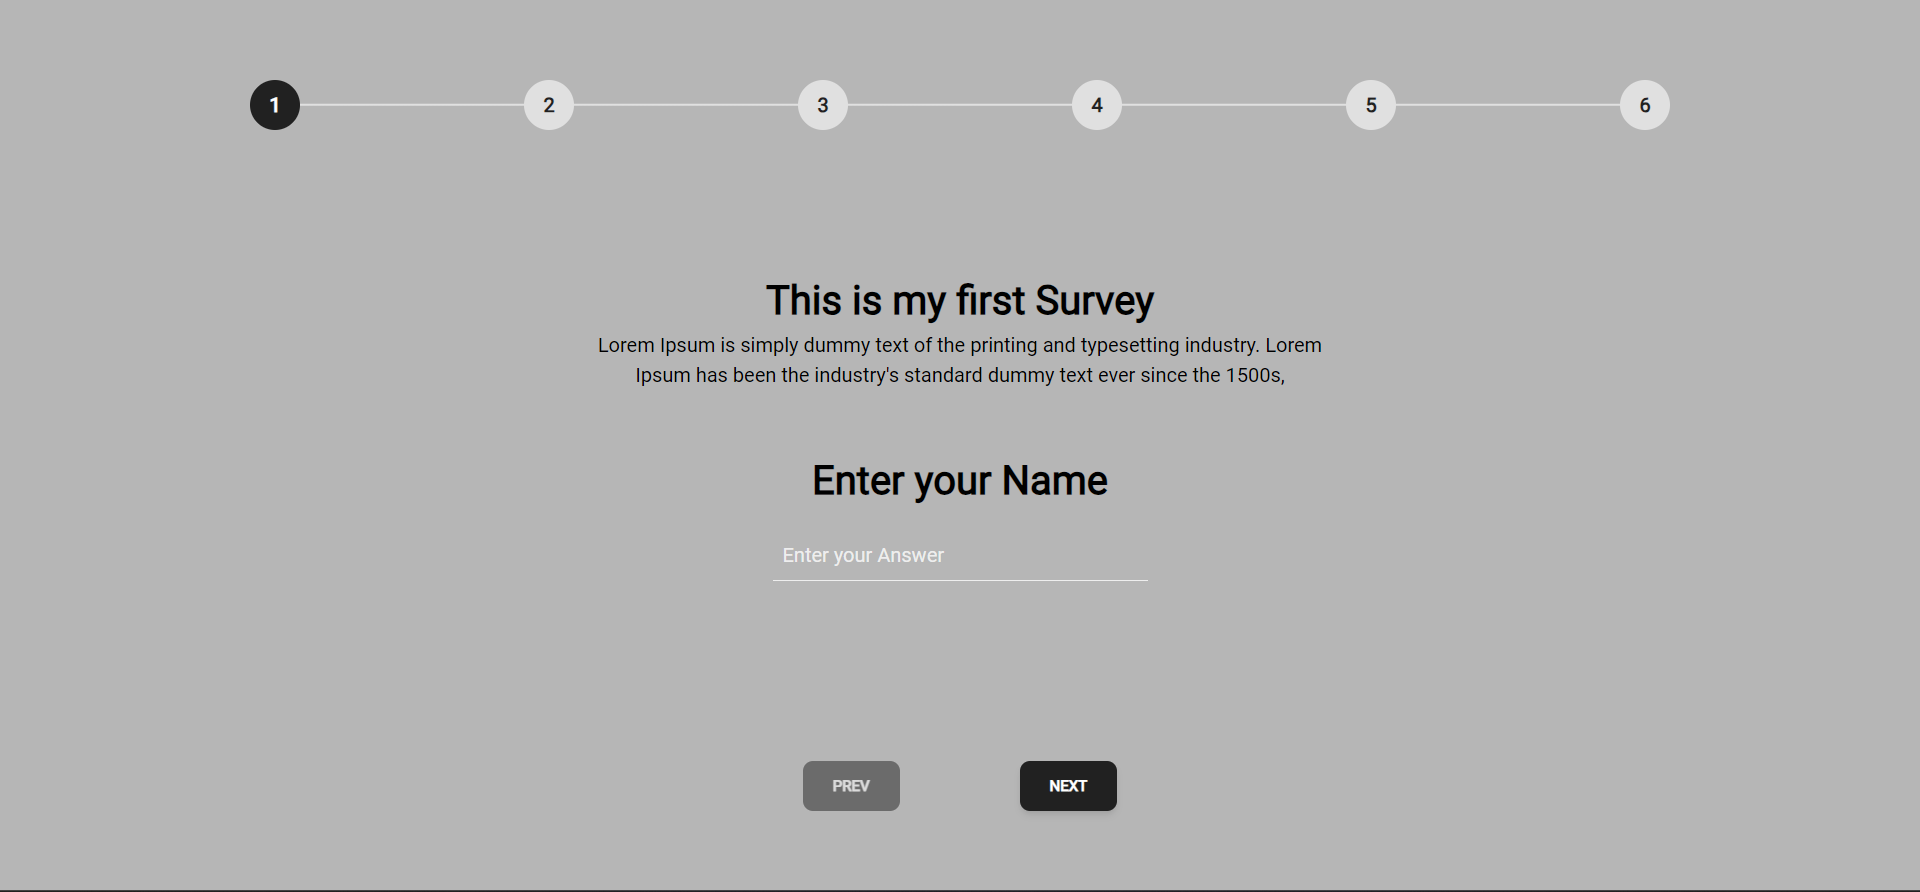 1 2 3 4 5 6
This is my first Survey
Lorem Ipsum is simply dummy text of the printing and typesetting industry. Lorem
Ipsum has been the industry's standard dummy text ever since the 1500s,
Enter your Name
Enter your Answer
PREV NEXT